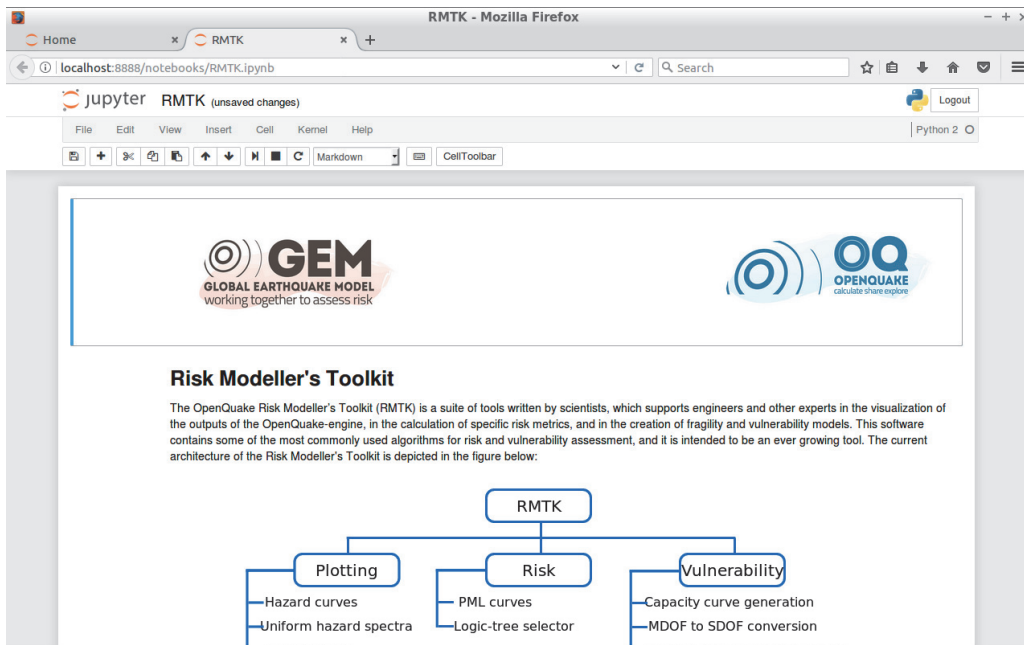 RMTK - Mozilla Firefox
Home
RMTK
localhost:8888/notebooks/RMTK.ipynb
Search
jupyter RMTK (unsaved changes)
Logout
File Edit View Insert Cell Kernel Help
Python 2
Markdown
CellToolbar
GEM
GLOBAL EARTHQUAKE MODEL
working together to assess risk
OQ
OPENQUAKE
calculate share explore
Risk Modeller's Toolkit
The OpenQuake Risk Modeller's Toolkit (RMTK) is a suite of tools written by scientists, which supports engineers and other experts in the visualization of
the outputs of the OpenQuake-engine, in the calculation of specific risk metrics, and in the creation of fragility and vulnerability models. This software
contains some of the most commonly used algorithms for risk and vulnerability assessment, and it is intended to be an ever growing tool. The current
architecture of the Risk Modeller's Toolkit is depicted in the figure below:
RMTK
Plotting
Hazard curves
Uniform hazard spectra
Risk
PML curves
Logic-tree selector
Vulnerability
Capacity curve generation
MDOF to SDOF conversion